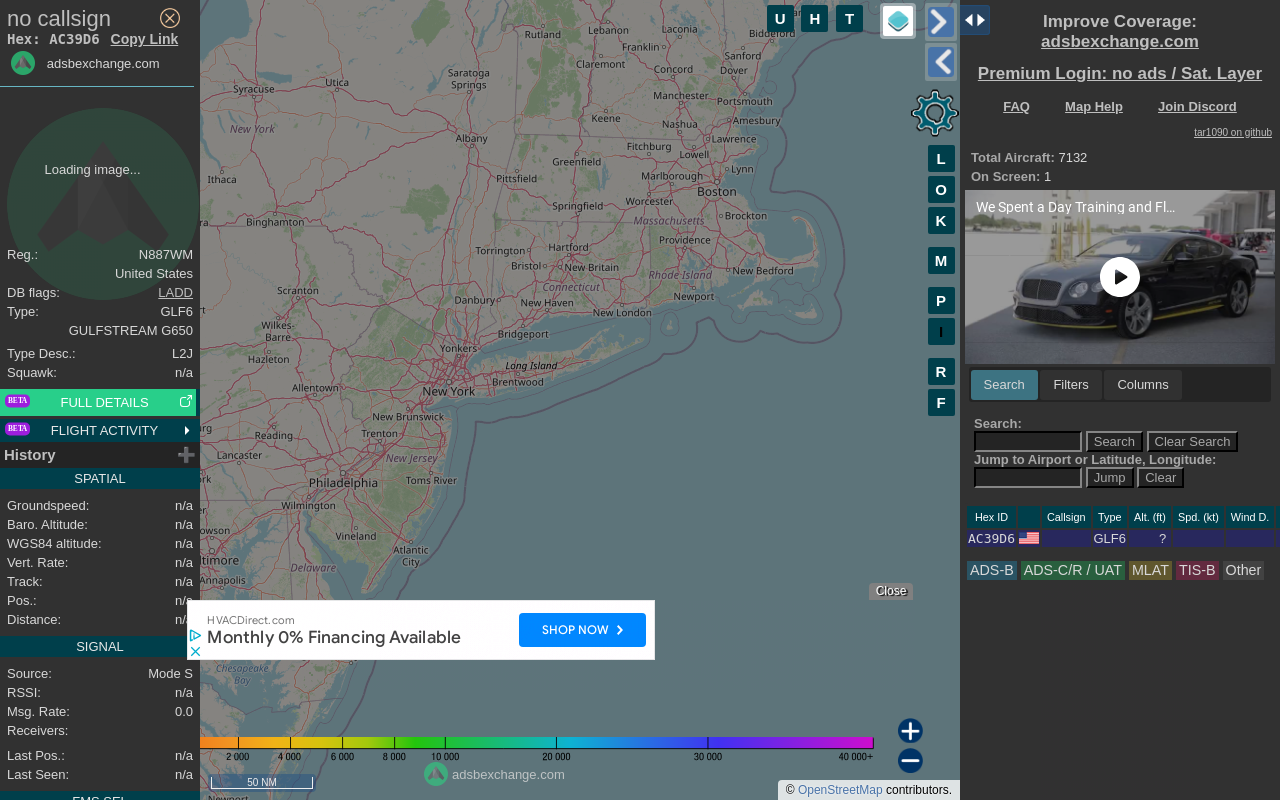 no callsign
Hex: AC39D6 Copy Link
adsbexchange.com
Loading image...
Reg.: N887WM
United States
DB flags: LADD
Type: GLF6
GULFSTREAM G650
Type Desc.: L2J
Squawk: n/a
BETA FULL DETAILS
BETA FLIGHT ACTIVITY
History
SPATIAL
Groundspeed: n/a
Baro. Altitude: n/a
WGS84 altitude: n/a
Vert. Rate: n/a
Track: n/a
Pos.: n/a
Distance: n/
SIGNAL
Source: Mode S
RSSI: n/a
Msg. Rate: 0.0
Receivers:
Last Pos.: n/a
Last Seen: n/a
U H T
L
O
K
M
P
I
R
F
Rutland
Lebanon
Laconia
Biddeford
Franklin
Sanford
Claremont
Concord
Dover
Utica
Saratoga
Springs
Syracuse
Manchester
Portsmouth
Keene
Amesbury
New York
Nashua
Albany
Lawrence
Fitchburg
Lowell
Greenfield
Lynn
Ithaca
Pittsfield
Marlborough
Boston
Worcester
Springfield
Brockton
Binghamton
Massachusetts
Providence
Torrington
Hartford
Bristol
New Britain
New Bedford
Rhode Island
Connecticut
Scranton
Danbury
New Haven
Newport
New London
Wilkes-
Barre
Bridgeport
Yonkers
Hazleton
Long Island
Brentwood
Allentown
New York
New Brunswick
Reading
Trenton
Lancaster
New Jersey
Philadelphia
Toms River
Wilmington
Vineland
Atlantic
City
Annapolis
Delaware
Chesapeake
Bay
Newport
Close
HVACDirect.com
Monthly 0% Financing Available
SHOP NOW
2 000 4 000 6 000 8 000 10 000 20 000 30 000 40 000+
50 NM
adsbexchange.com
© OpenStreetMap contributors.
Improve Coverage:
adsbexchange.com
Premium Login: no ads / Sat. Layer
FAQ Map Help Join Discord
tar1090 on github
Total Aircraft: 7132
On Screen: 1
We Spent a Day Training and Fl...
Search Filters Columns
Search:
Search Clear Search
Jump to Airport or Latitude, Longitude:
Jump Clear
Hex ID Callsign Type Alt. (ft) Spd. (kt) Wind D.
AC39D6 GLF6 ?
ADS-B ADS-C/R / UAT MLAT TIS-B Other